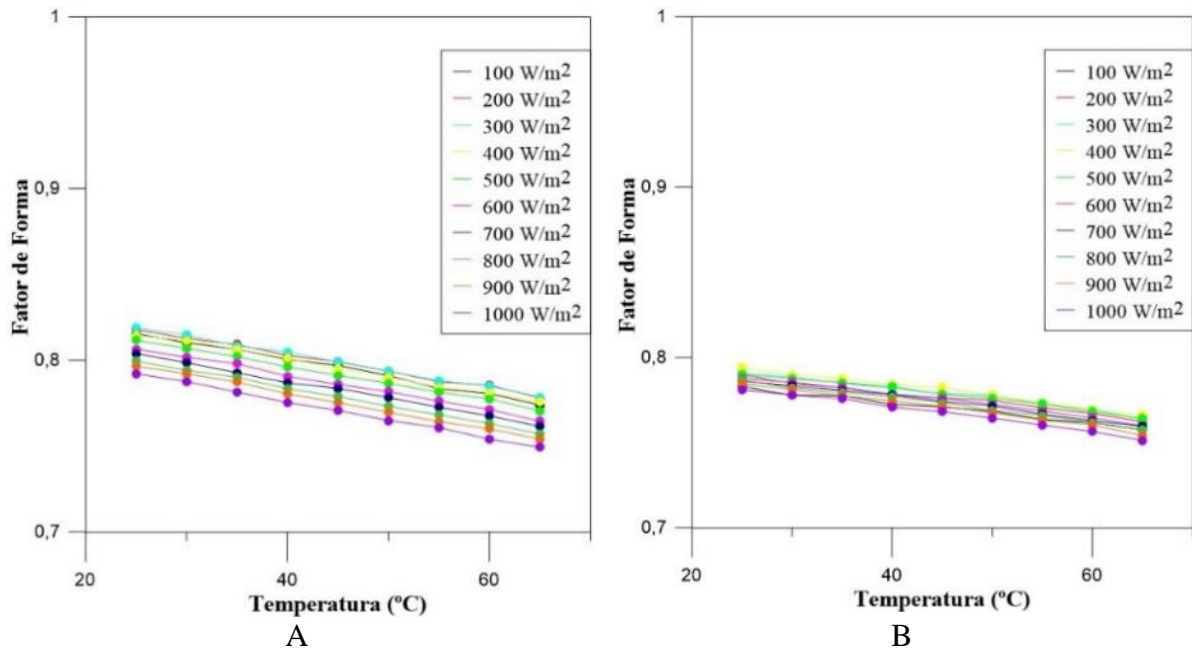 1
0,9
0,8
0,7
20
40
60
Fator de Forma
Temperatura (ºC)
100 W/m2
200 W/m2
300 W/m2
400 W/m2
500 W/m2
600 W/m2
700 W/m2
800 W/m2
900 W/m2
1000 W/m2
A
1
0,9
0,8
0,7
20
40
60
Fator de Forma
Temperatura (ºC)
100 W/m2
200 W/m2
300 W/m2
400 W/m2
500 W/m2
600 W/m2
700 W/m2
800 W/m2
900 W/m2
1000 W/m2
B